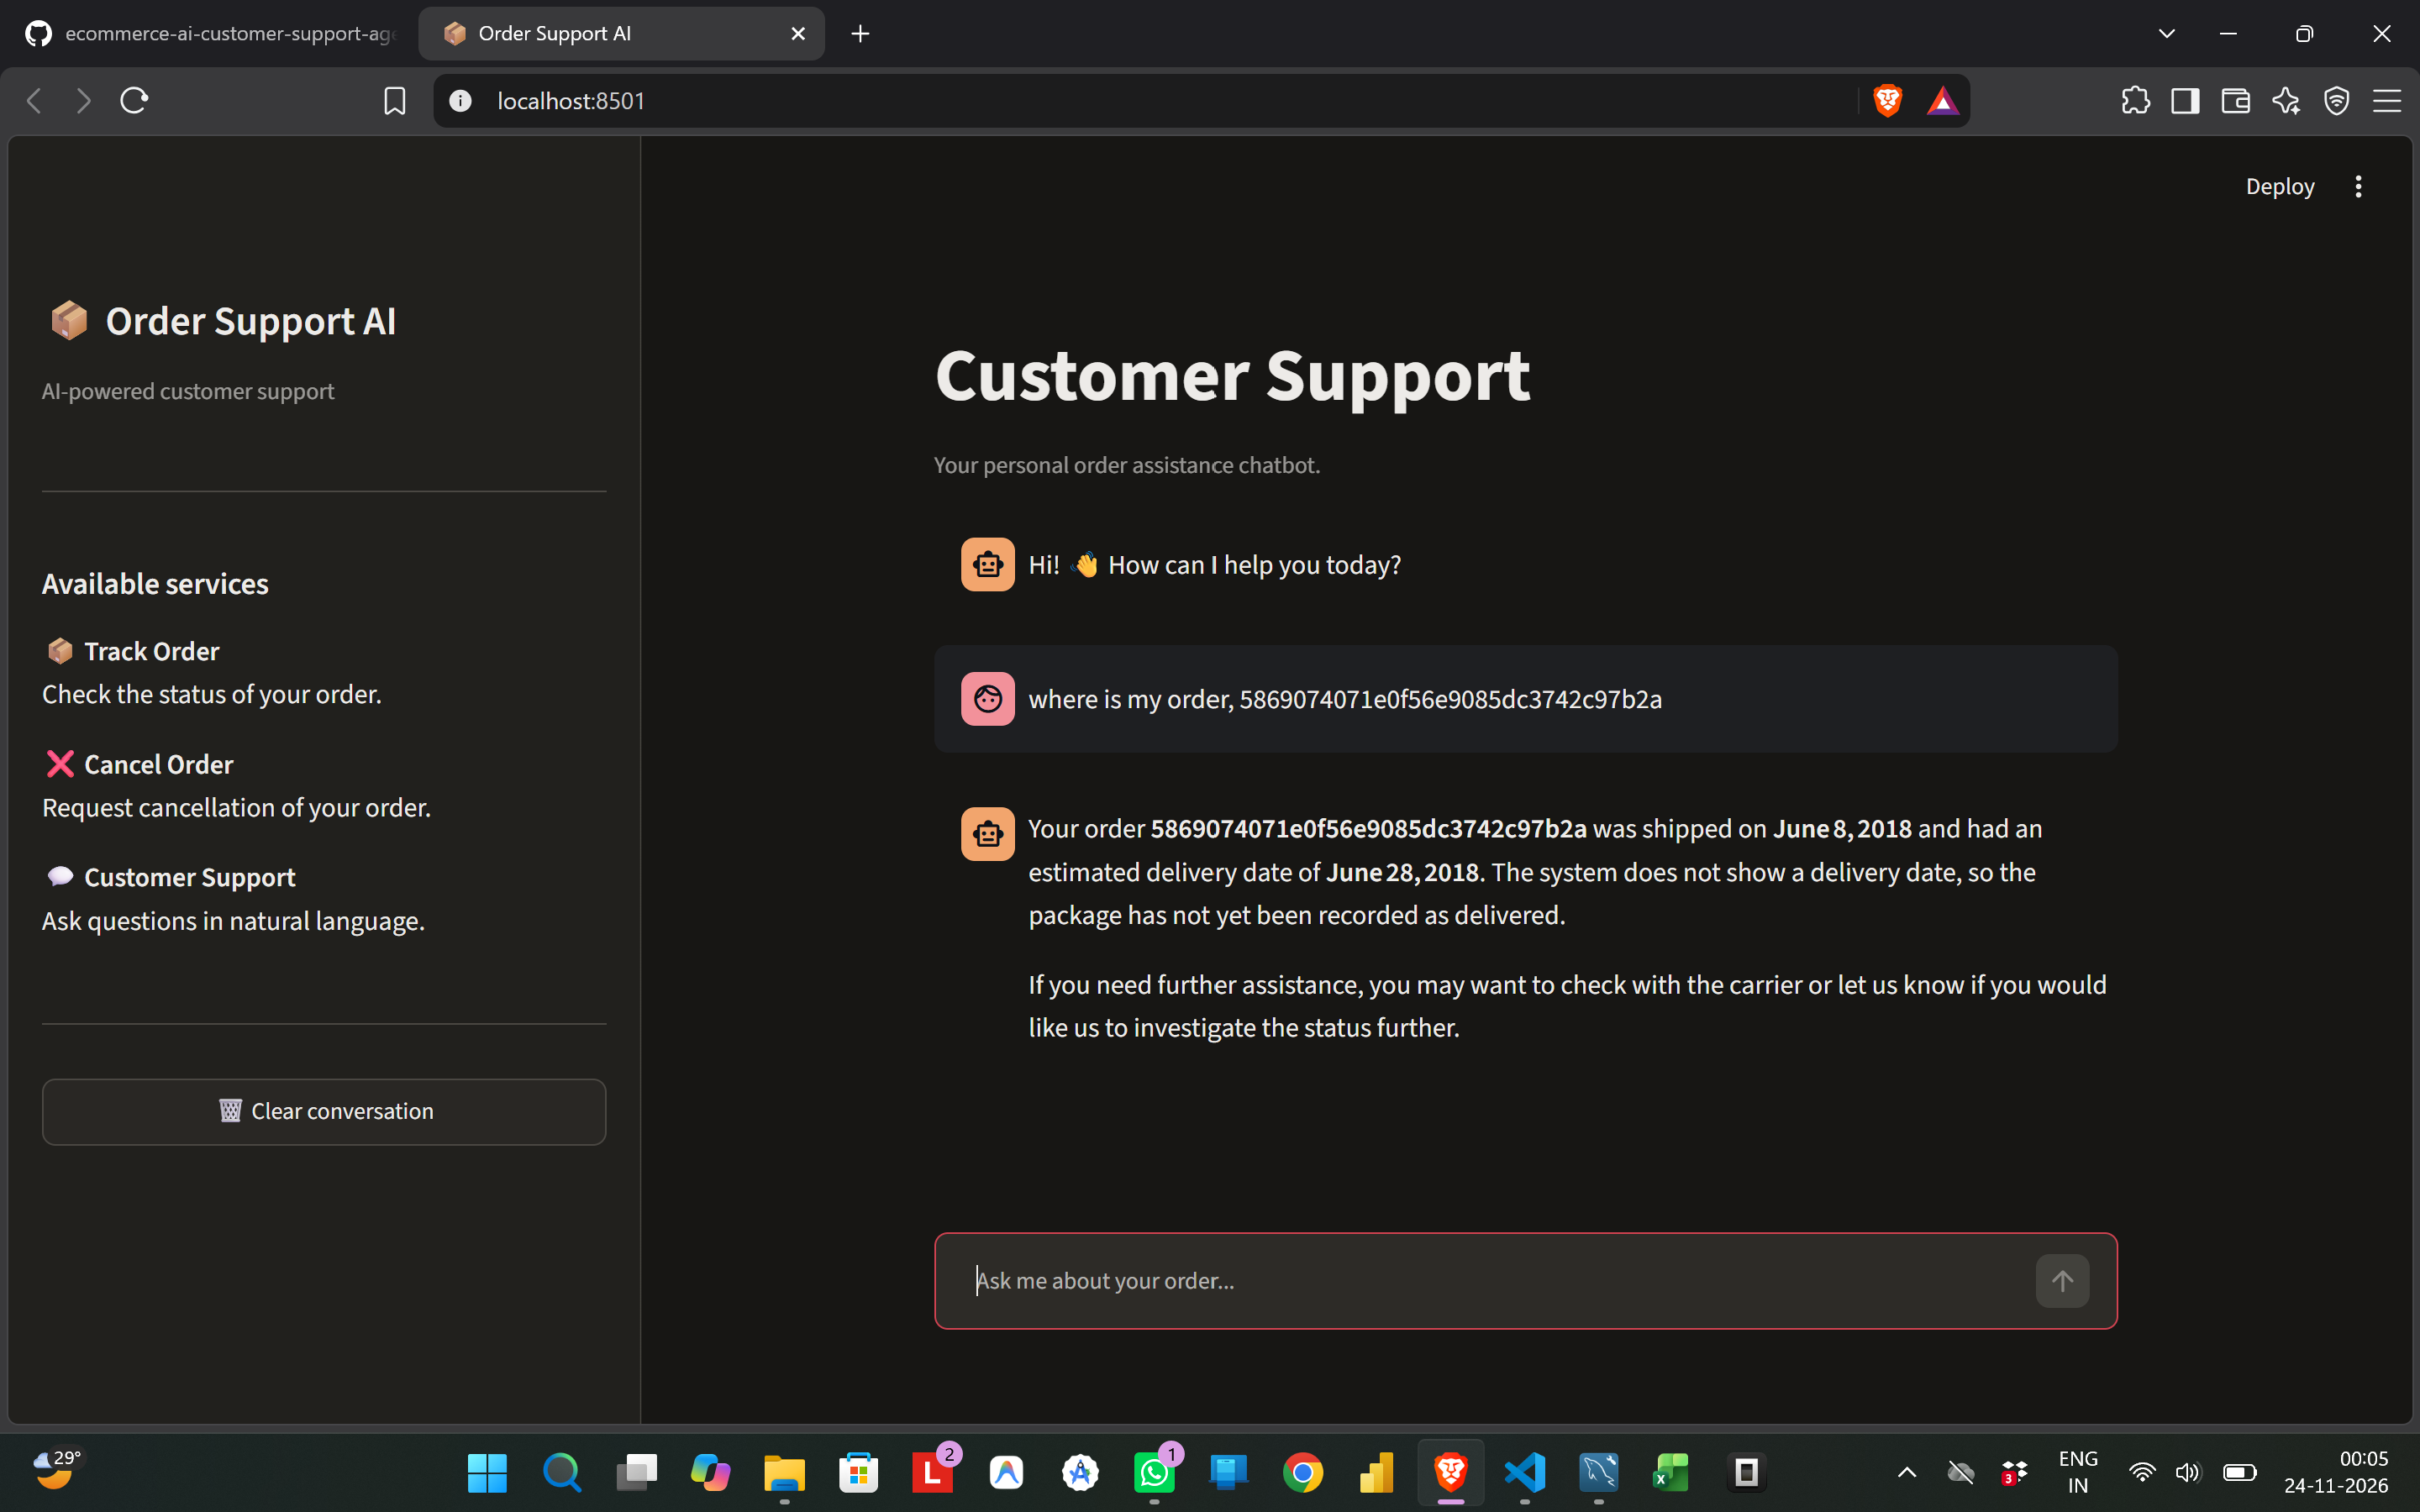 ecommerce-ai-customer-support-age
Order Support AI
localhost:8501
Deploy
Order Support AI
AI-powered customer support
Available services
Track Order
Check the status of your order.
Cancel Order
Request cancellation of your order.
Customer Support
Ask questions in natural language.
Clear conversation
Customer Support
Your personal order assistance chatbot.
Hi! 👋 How can I help you today?
where is my order, 5869074071e0f56e9085dc3742c97b2a
Your order 5869074071e0f56e9085dc3742c97b2a was shipped on June 8, 2018 and had an
estimated delivery date of June 28, 2018. The system does not show a delivery date, so the
package has not yet been recorded as delivered.
If you need further assistance, you may want to check with the carrier or let us know if you would
like us to investigate the status further.
Ask me about your order...
29°
L
2
1
X
3
ENG
IN
00:05
24-11-2026